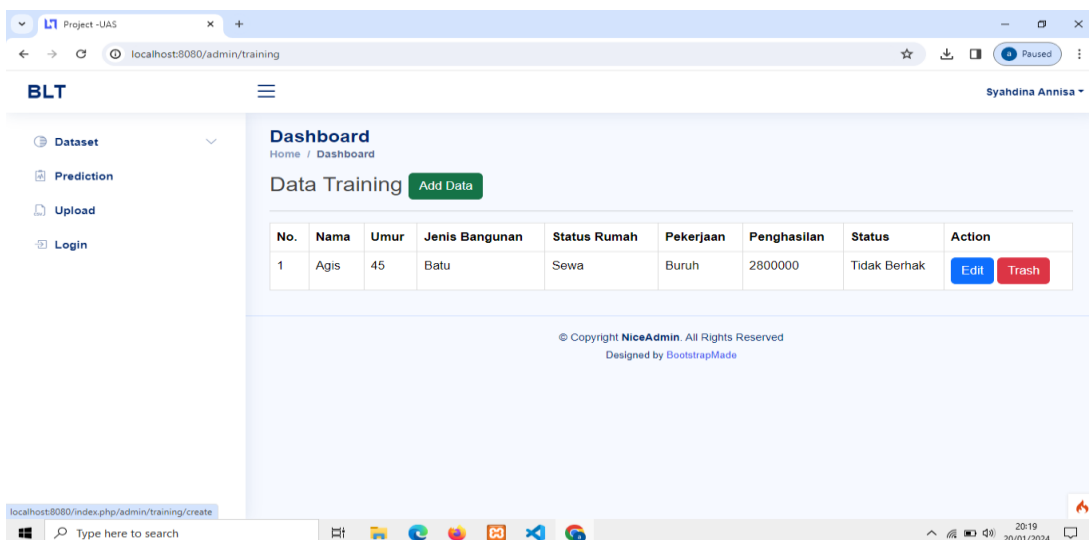 Project -UAS
localhost:8080/admin/training
a Paused
BLT
Syahdina Annisa
Dataset
Prediction
Upload
Login
Dashboard
Home / Dashboard
Data Training Add Data
No. Nama Umur Jenis Bangunan Status Rumah Pekerjaan Penghasilan Status Action
1 Agis 45 Batu Sewa Buruh 2800000 Tidak Berhak Edit Trash
© Copyright NiceAdmin. All Rights Reserved
Designed by BootstrapMade
localhost:8080/index.php/admin/training/create
Type here to search
20:19
20/01/2024